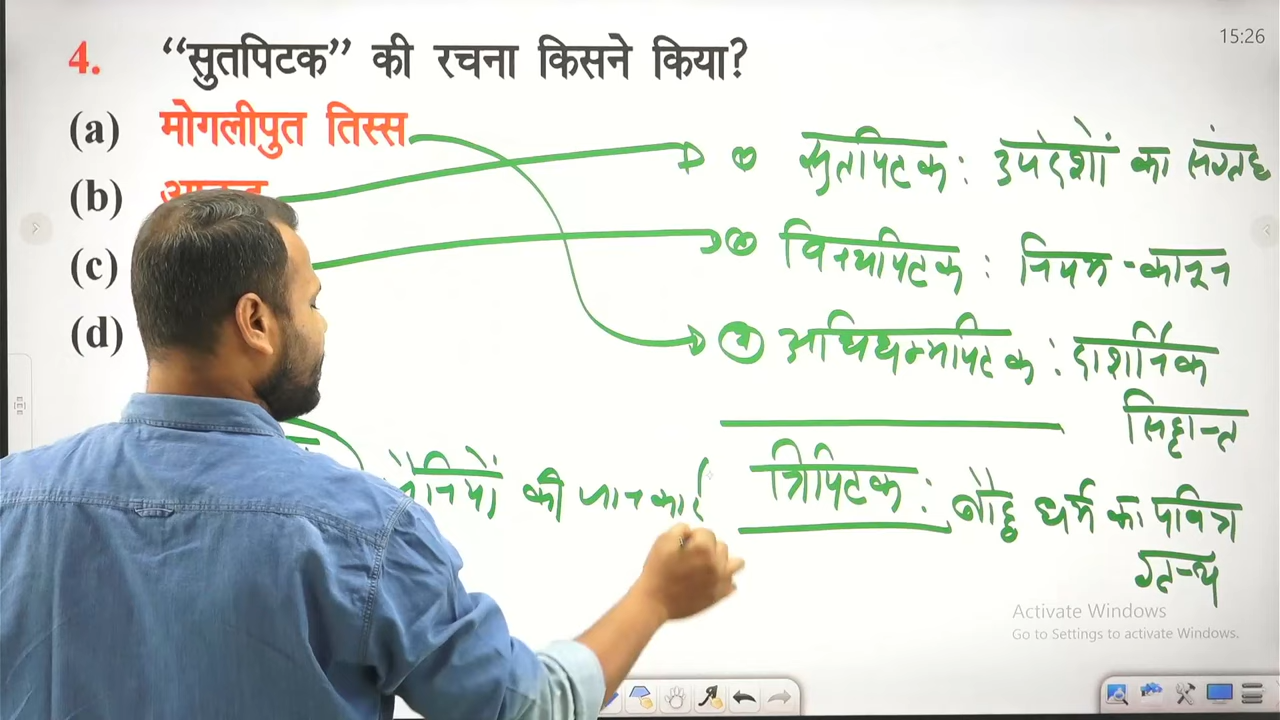 15:26
4. “सुतपिटक” की रचना किसने किया?
(a) मोगलीपुत तिस्स
(b)
(c)
(d)
सुतपिटक : उपदेशों का संग्रह
विनयपिटक : नियम - कानून
अभिधम्मपिटक : दार्शनिक
सिद्धान्त
की जानकारी
त्रिपिटक : बौद्ध धर्म का पवित्र
ग्रन्थ
Activate Windows
Go to Settings to activate Windows.